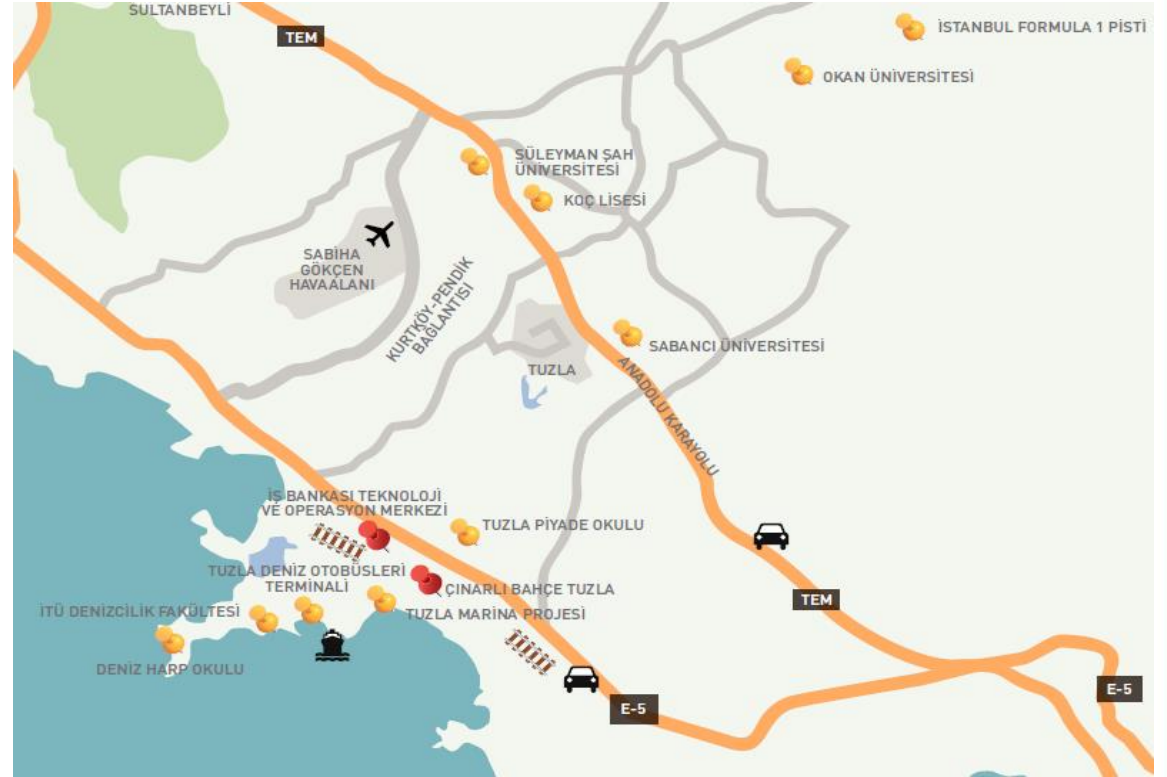 SULTANBEYLİ
TEM
İSTANBUL FORMULA 1 PİSTİ
OKAN ÜNİVERSİTESİ
SÜLEYMAN ŞAH
ÜNİVERSİTESİ
KOÇ LİSESİ
SABİHA
GÖKÇEN
HAVAALANI
KURTKÖY-PENDİK
BAĞLANTISI
SABANCI ÜNİVERSİTESİ
TUZLA
ANADOLU KARAYOLU
İŞ BANKASI TEKNOLOJİ
VE OPERASYON MERKEZİ
TUZLA PİYADE OKULU
TUZLA DENİZ OTOBÜSLERİ
TERMİNALİ
ÇINARLI BAHÇE TUZLA
TEM
İTÜ DENİZCİLİK FAKÜLTESİ
TUZLA MARINA PROJESİ
DENİZ HARP OKULU
E-5
E-5